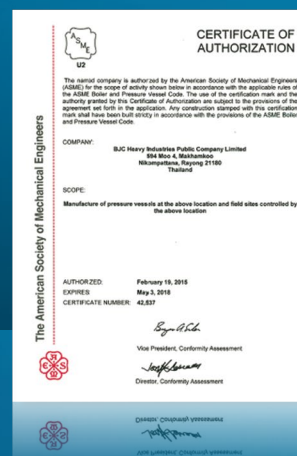 ASME
U2
CERTIFICATE OF
AUTHORIZATION
The named company is authorized by the American Society of Mechanical Engineers
(ASME) for the scope of activity shown below in accordance with the applicable rules of
the ASME Boiler and Pressure Vessel Code. The use of the certification mark and the
authority granted by this Certificate of Authorization are subject to the provisions of the
agreement set forth in the application. Any construction stamped with this certification
mark shall have been built strictly in accordance with the provisions of the ASME Boiler
and Pressure Vessel Code.
COMPANY:
BJC Heavy Industries Public Company Limited
594 Moo 4, Makhamkoo
Nikompattana, Rayong 21180
Thailand
SCOPE:
Manufacture of pressure vessels at the above location and field sites controlled by
the above location
AUTHORIZED: February 19, 2015
EXPIRES: May 3, 2018
CERTIFICATE NUMBER: 42,537
Vice President, Conformity Assessment
Director, Conformity Assessment
The American Society of Mechanical Engineers